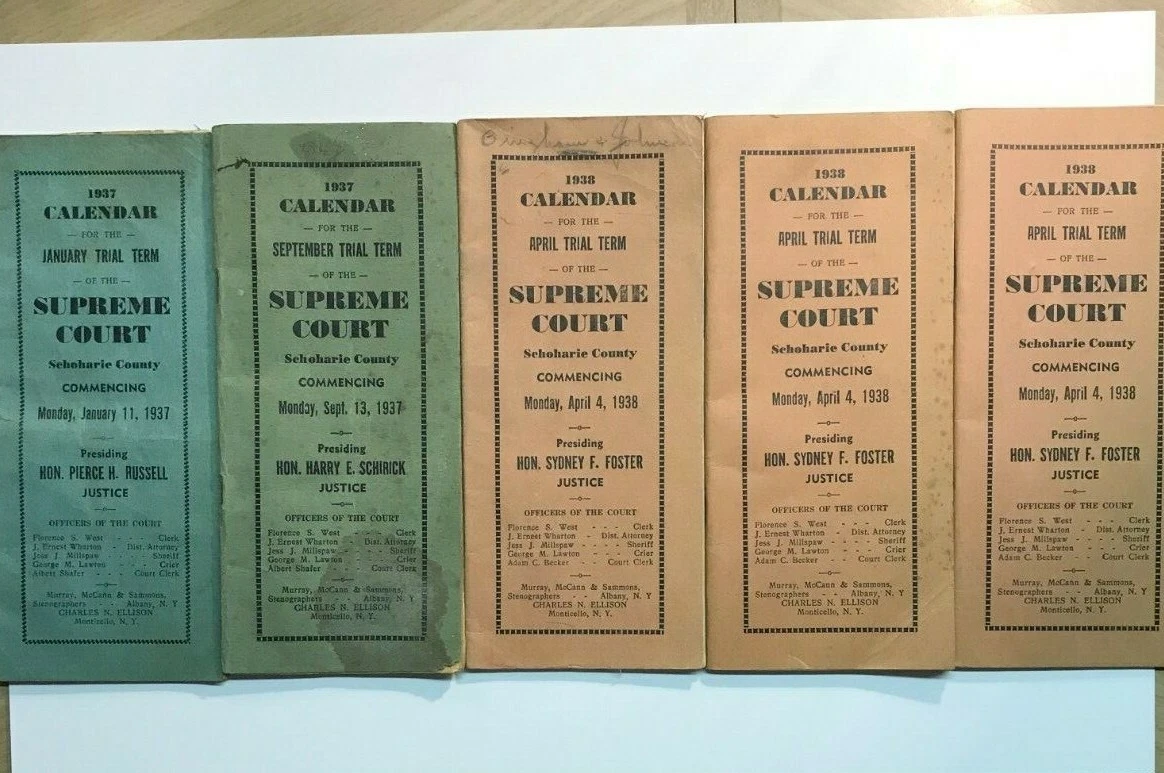 1937
CALENDAR
— FOR THE —
JANUARY TRIAL TERM
— OF THE —
SUPREME
COURT
Schoharie County
COMMENCING
Monday, January 11, 1937
Presiding
HON. PIERCE H. RUSSELL
JUSTICE
OFFICERS OF THE COURT
Florence S. West - - - Clerk
J. Ernest Wharton - Dist. Attorney
Jess J. Millspaw - - - Sheriff
George M. Lawton - - Crier
Albert Shafer - - - Court Clerk
Murray, McCann & Sammons,
Stenographers - - Albany, N. Y
CHARLES N. ELLISON
Monticello, N. Y.
1937
CALENDAR
— FOR THE —
SEPTEMBER TRIAL TERM
— OF THE —
SUPREME
COURT
Schoharie County
COMMENCING
Monday, Sept. 13, 1937
Presiding
HON. HARRY E. SCHIRICK
JUSTICE
OFFICERS OF THE COURT
Florence S. West - - - Clerk
J. Ernest Wharton - Dist. Attorney
Jess J. Millspaw - - - - Sheriff
George M. Lawton - - - Crier
Albert Shafer - - Court Clerk
Murray, McCann & Sammons,
Stenographers - - Albany, N. Y
CHARLES N. ELLISON
Monticello, N. Y.
1938
CALENDAR
— FOR THE —
APRIL TRIAL TERM
— OF THE —
SUPREME
COURT
Schoharie County
COMMENCING
Monday, April 4, 1938
Presiding
HON. SYDNEY F. FOSTER
JUSTICE
OFFICERS OF THE COURT
Florence S. West - - - Clerk
J. Ernest Wharton - Dist. Attorney
Jess J. Millspaw - - - - Sheriff
George M. Lawton - - - Crier
Adam C. Becker - - Court Clerk
Murray, McCann & Sammons,
Stenographers - - Albany, N. Y
CHARLES N. ELLISON
Monticello, N. Y.
1938
CALENDAR
— FOR THE —
APRIL TRIAL TERM
— OF THE —
SUPREME
COURT
Schoharie County
COMMENCING
Monday, April 4, 1938
Presiding
HON. SYDNEY F. FOSTER
JUSTICE
OFFICERS OF THE COURT
Florence S. West - - - Clerk
J. Ernest Wharton - Dist. Attorney
Jess J. Millspaw - - - - Sheriff
George M. Lawton - - - Crier
Adam C. Becker - - Court Clerk
Murray, McCann & Sammons,
Stenographers - - Albany, N. Y
CHARLES N. ELLISON
Monticello, N. Y.
1938
CALENDAR
— FOR THE —
APRIL TRIAL TERM
— OF THE —
SUPREME
COURT
Schoharie County
COMMENCING
Monday, April 4, 1938
Presiding
HON. SYDNEY F. FOSTER
JUSTICE
OFFICERS OF THE COURT
Florence S. West - - - Clerk
J. Ernest Wharton - Dist. Attorney
Jess J. Millspaw - - - - Sheriff
George M. Lawton - - - Crier
Adam C. Becker - - Court Clerk
Murray, McCann & Sammons,
Stenographers - - Albany, N. Y
CHARLES N. ELLISON
Monticello, N. Y.